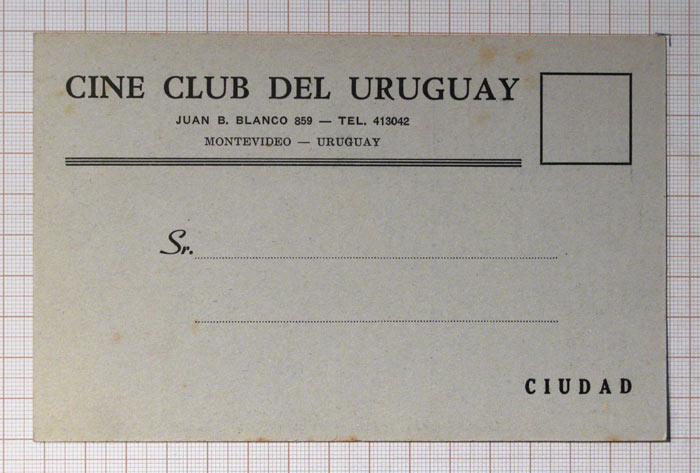 CINE CLUB DEL URUGUAY
JUAN B. BLANCO 859 — TEL. 413042
MONTEVIDEO — URUGUAY
Sr.
CIUDAD